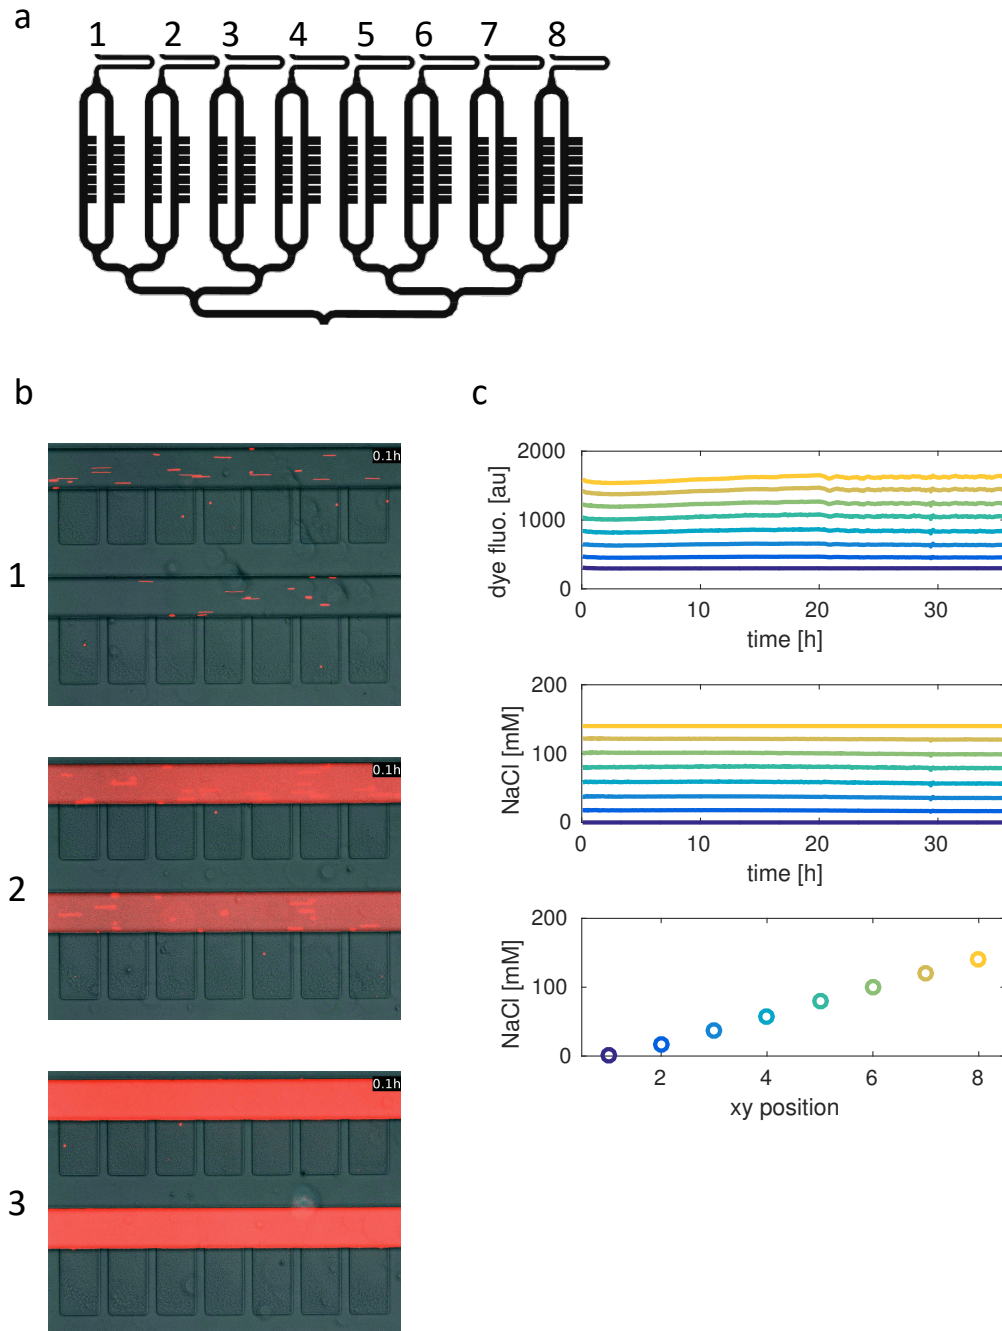 a
1 2 3 4 5 6 7 8
b
c
0.1h
1
0.1h
2
0.1h
3
dye fluo. [au]
2000
1000
0
0 10 20 30
time [h]
NaCl [mM]
200
100
0
0 10 20 30
time [h]
NaCl [mM]
200
100
0
2 4 6 8
xy position